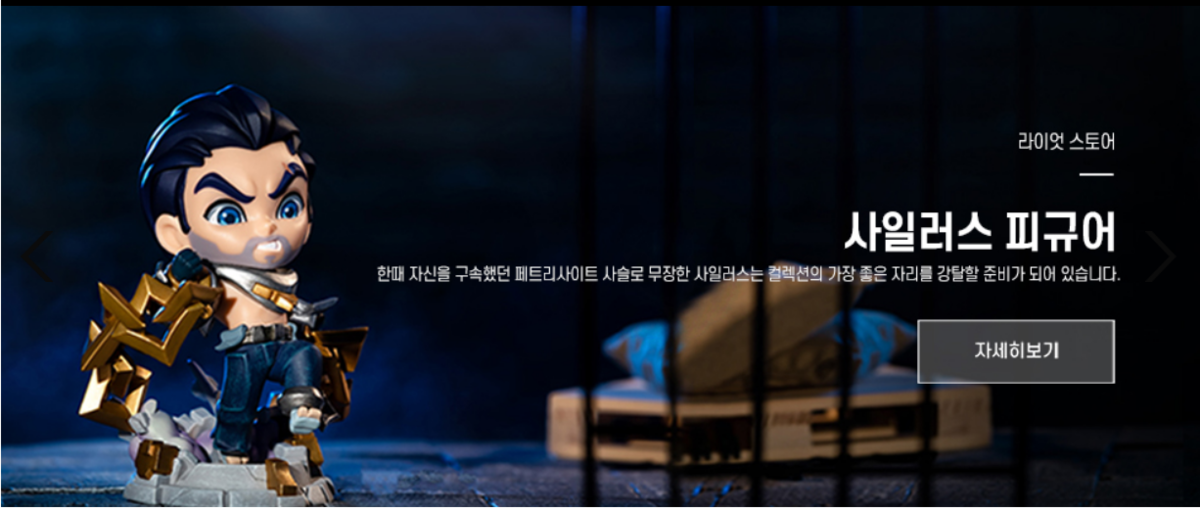 라이엇 스토어
사일러스 피규어
한때 자신을 구속했던 페트리사이트 사슬로 무장한 사일러스는 컬렉션의 가장 좋은 자리를 강탈할 준비가 되어 있습니다.
자세히보기